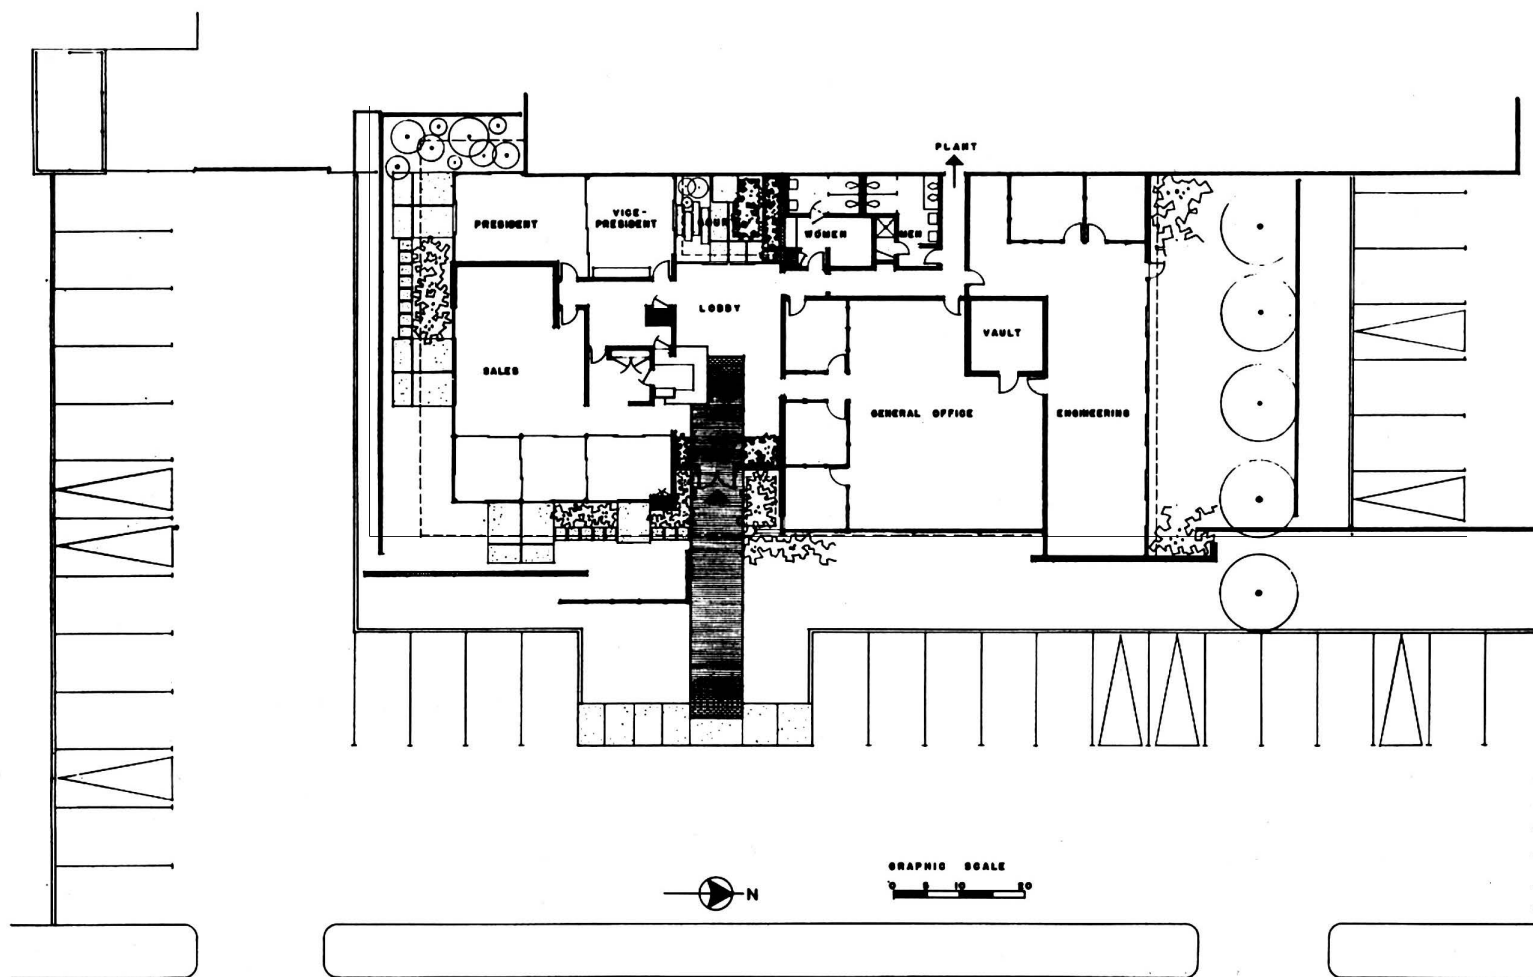 PLANT
PRESIDENT
VICE-
PRESIDENT
WOMEN
MEN
LOBBY
VAULT
SALES
GENERAL OFFICE
ENGINEERING
GRAPHIC SCALE
0 5 10 20
N